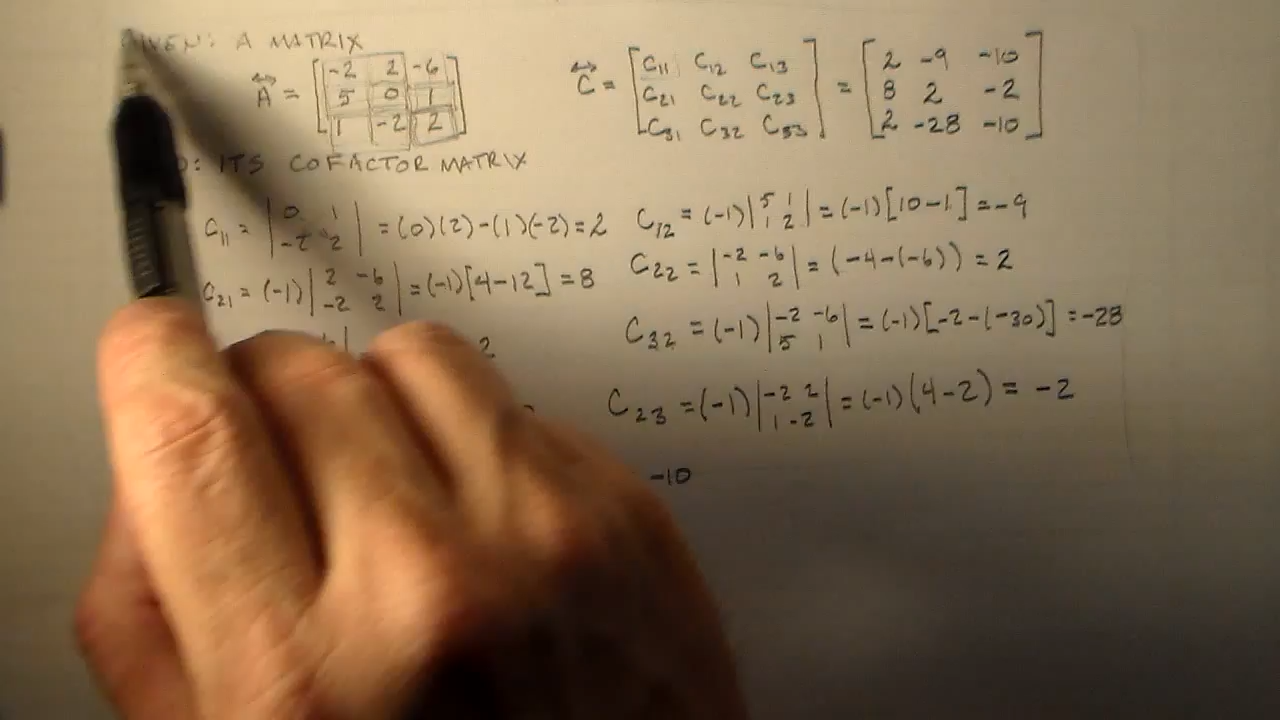 A MATRIX
A = [-2 2 -6
5 0 1
1 -2 2]
C = [C11 C12 C13
C21 C22 C23
C31 C32 C33] = [2 -9 -10
8 2 -2
2 -28 -10]
: ITS COFACTOR MATRIX
C11 = |0 1
-2 2| = (0)(2)-(1)(-2)=2
C21 = (-1)|2 -6
-2 2| = (-1)[4-12] = 8
2
C12 = (-1)|5 1
1 2| = (-1)[10-1] = -9
C22 = |-2 -6
1 2| = (-4-(-6)) = 2
C32 = (-1)|-2 -6
5 1| = (-1)[-2-(-30)] = -28
C23 = (-1)|-2 2
1 -2| = (-1)(4-2) = -2
-10